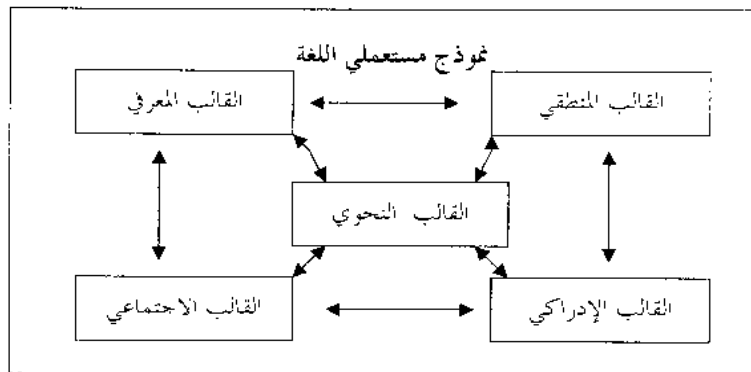 نموذج مستعملي اللغة
القالب المنطقي
القالب المعرفي
القالب النحوي
القالب الإدراكي
القالب الاجتماعي